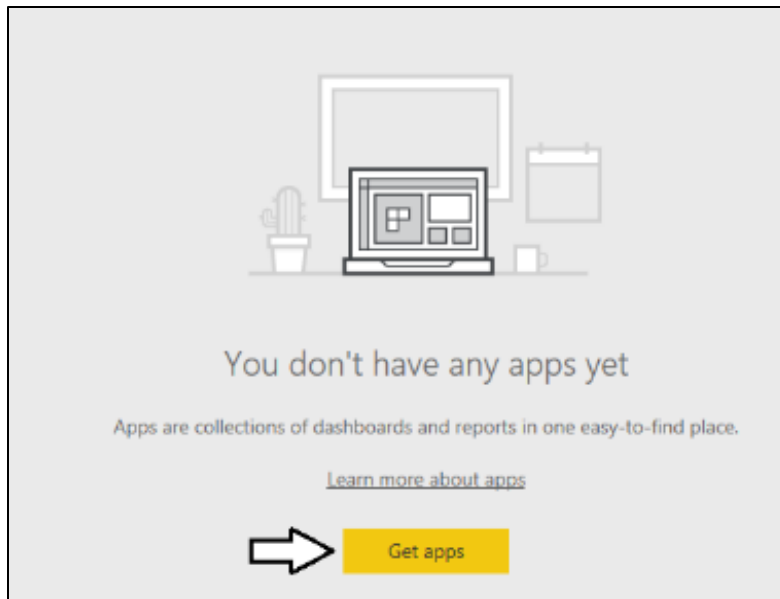 You don't have any apps yet
Apps are collections of dashboards and reports in one easy-to-find place.
Learn more about apps
Get apps